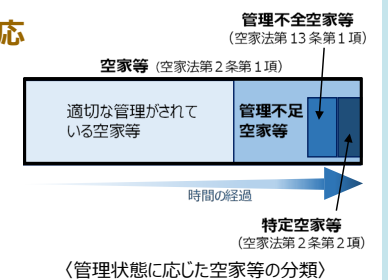 応
管理不全空家等
（空家法第13条第1項）
空家等（空家法第２条第１項）
適切な管理がされて
いる空家等
管理不足
空家等
時間の経過
特定空家等
（空家法第２条第２項）
〈管理状態に応じた空家等の分類〉